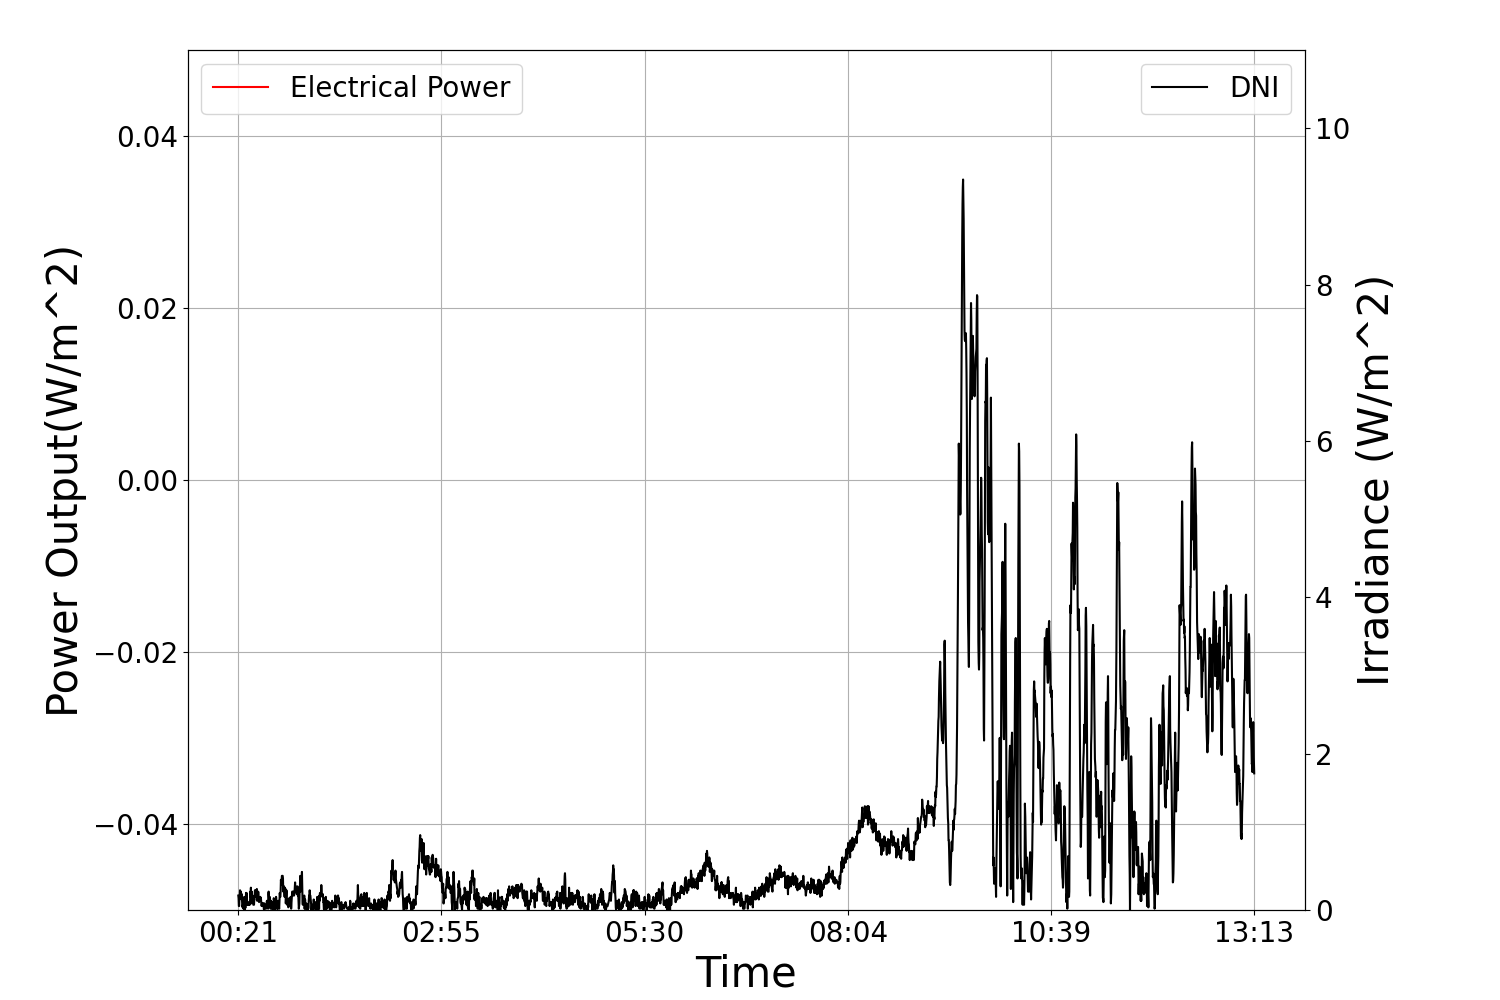 Electrical Power
DNI
0.04
0.02
0.00
−0.02
−0.04
Power Output(W/m^2)
10
8
6
4
2
0
Irradiance (W/m^2)
00:21 02:55 05:30 08:04 10:39 13:13
Time